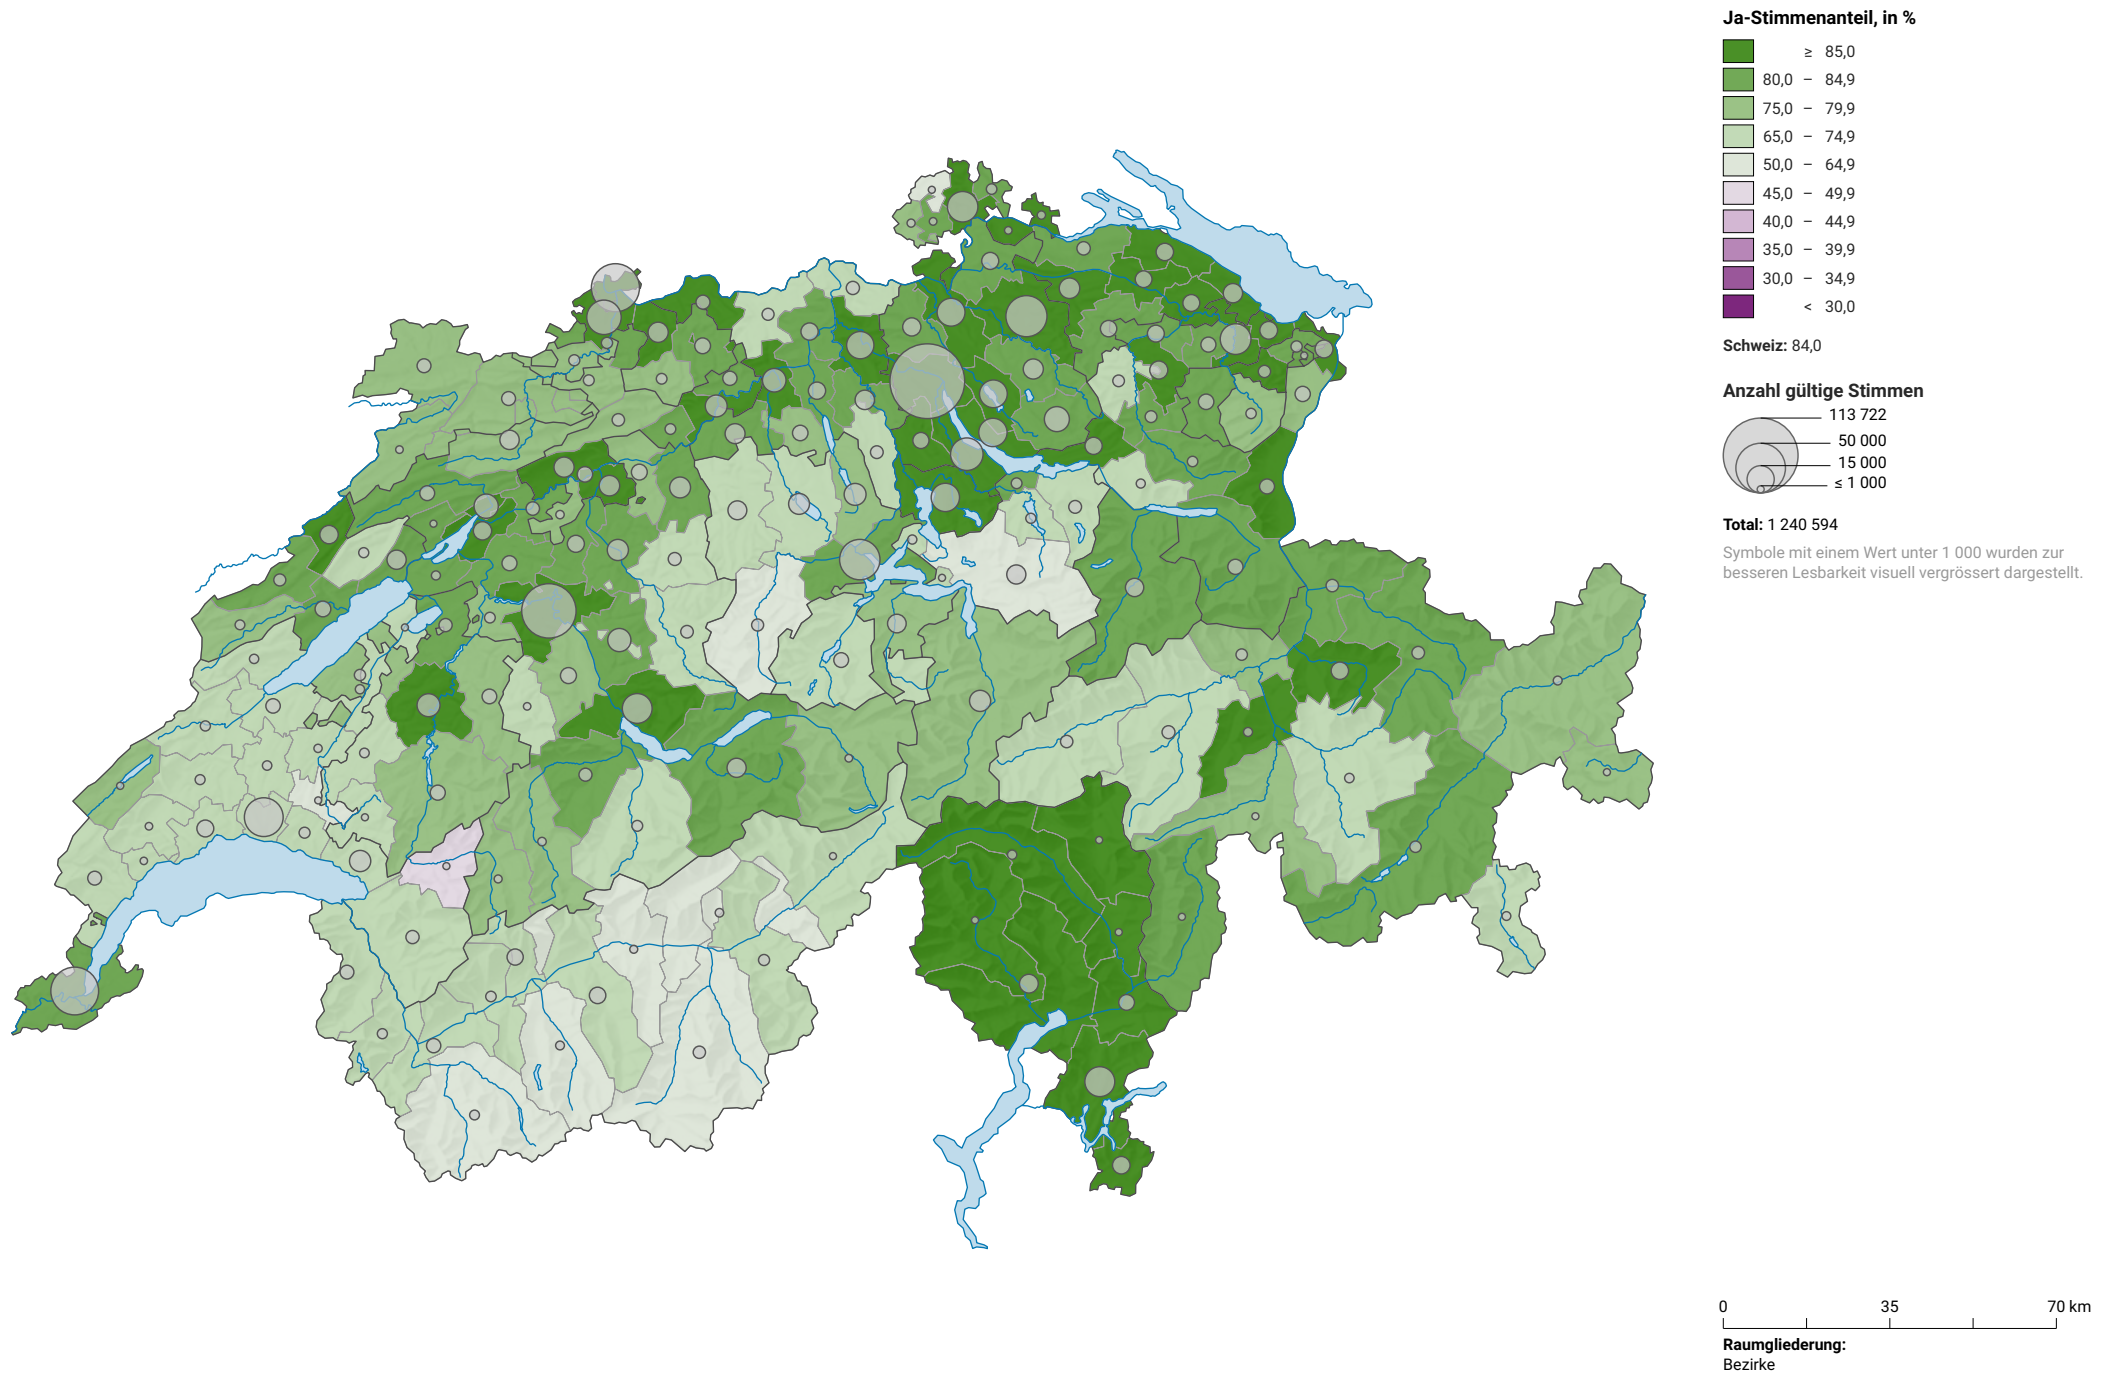 Ja-Stimmenanteil, in %
≥ 85,0
80,0 – 84,9
75,0 – 79,9
65,0 – 74,9
50,0 – 64,9
45,0 – 49,9
40,0 – 44,9
35,0 – 39,9
30,0 – 34,9
< 30,0
Schweiz: 84,0
Anzahl gültige Stimmen
113 722
50 000
15 000
≤ 1 000
Total: 1 240 594
Symbole mit einem Wert unter 1 000 wurden zur
besseren Lesbarkeit visuell vergrössert dargestellt.
0 35 70 km
Raumgliederung:
Bezirke